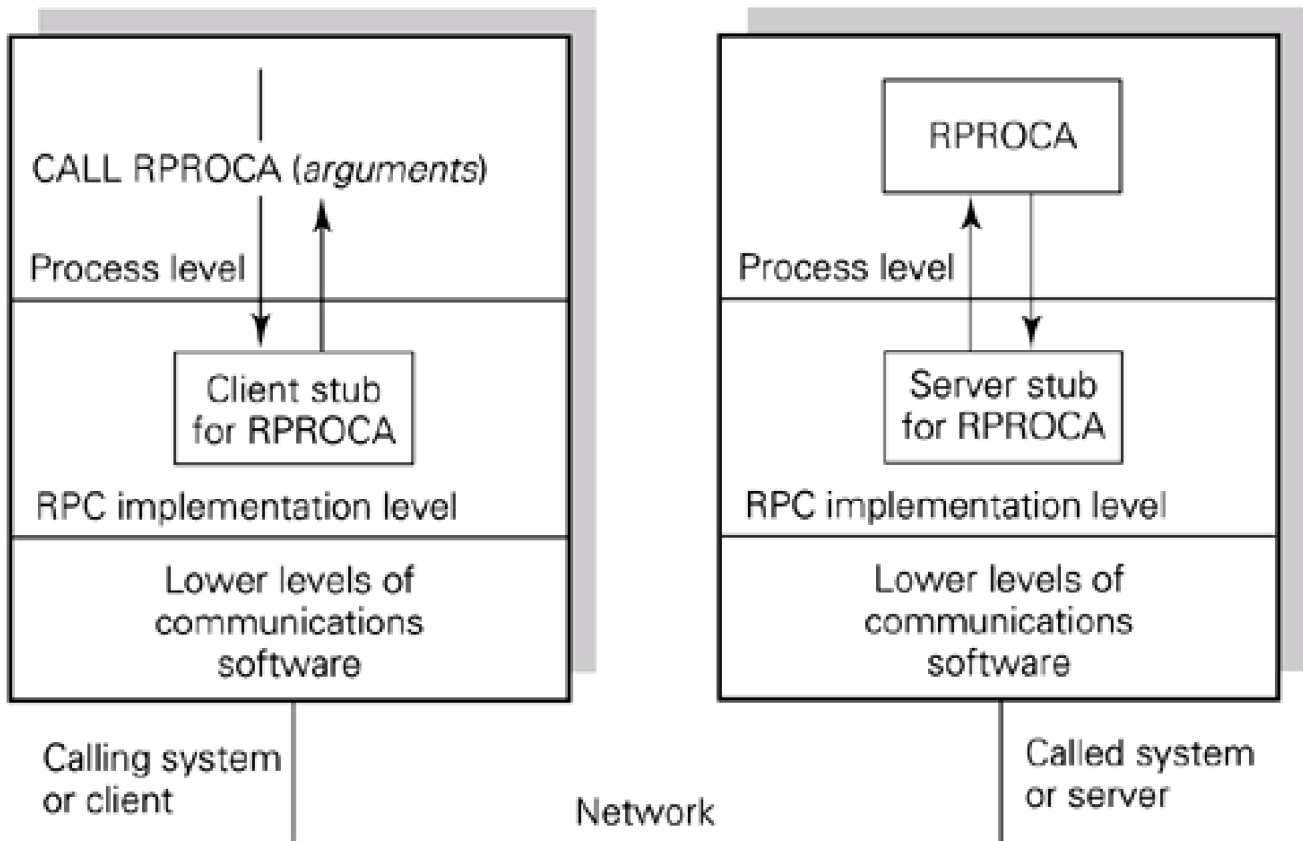 CALL RPROCA (arguments)
Process level
Client stub
for RPROCA
RPC implementation level
Lower levels of
communications
software
Calling system
or client
RPROCA
Process level
Server stub
for RPROCA
RPC implementation level
Lower levels of
communications
software
Called system
or server
Network